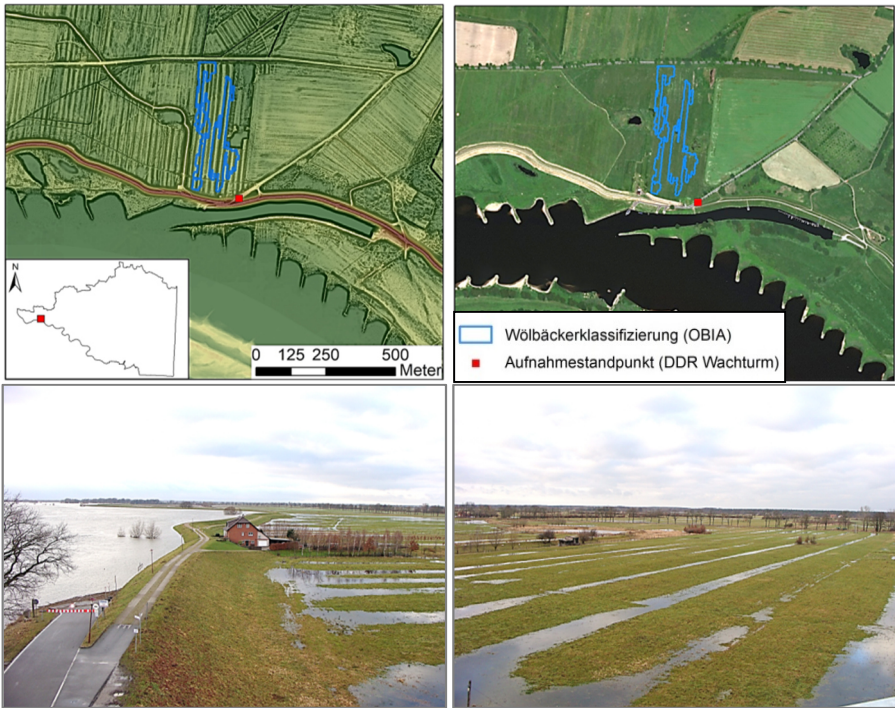 N
0 125 250 500
Meter
Wölbäckerklassifizierung (OBIA)
Aufnahmestandpunkt (DDR Wachturm)